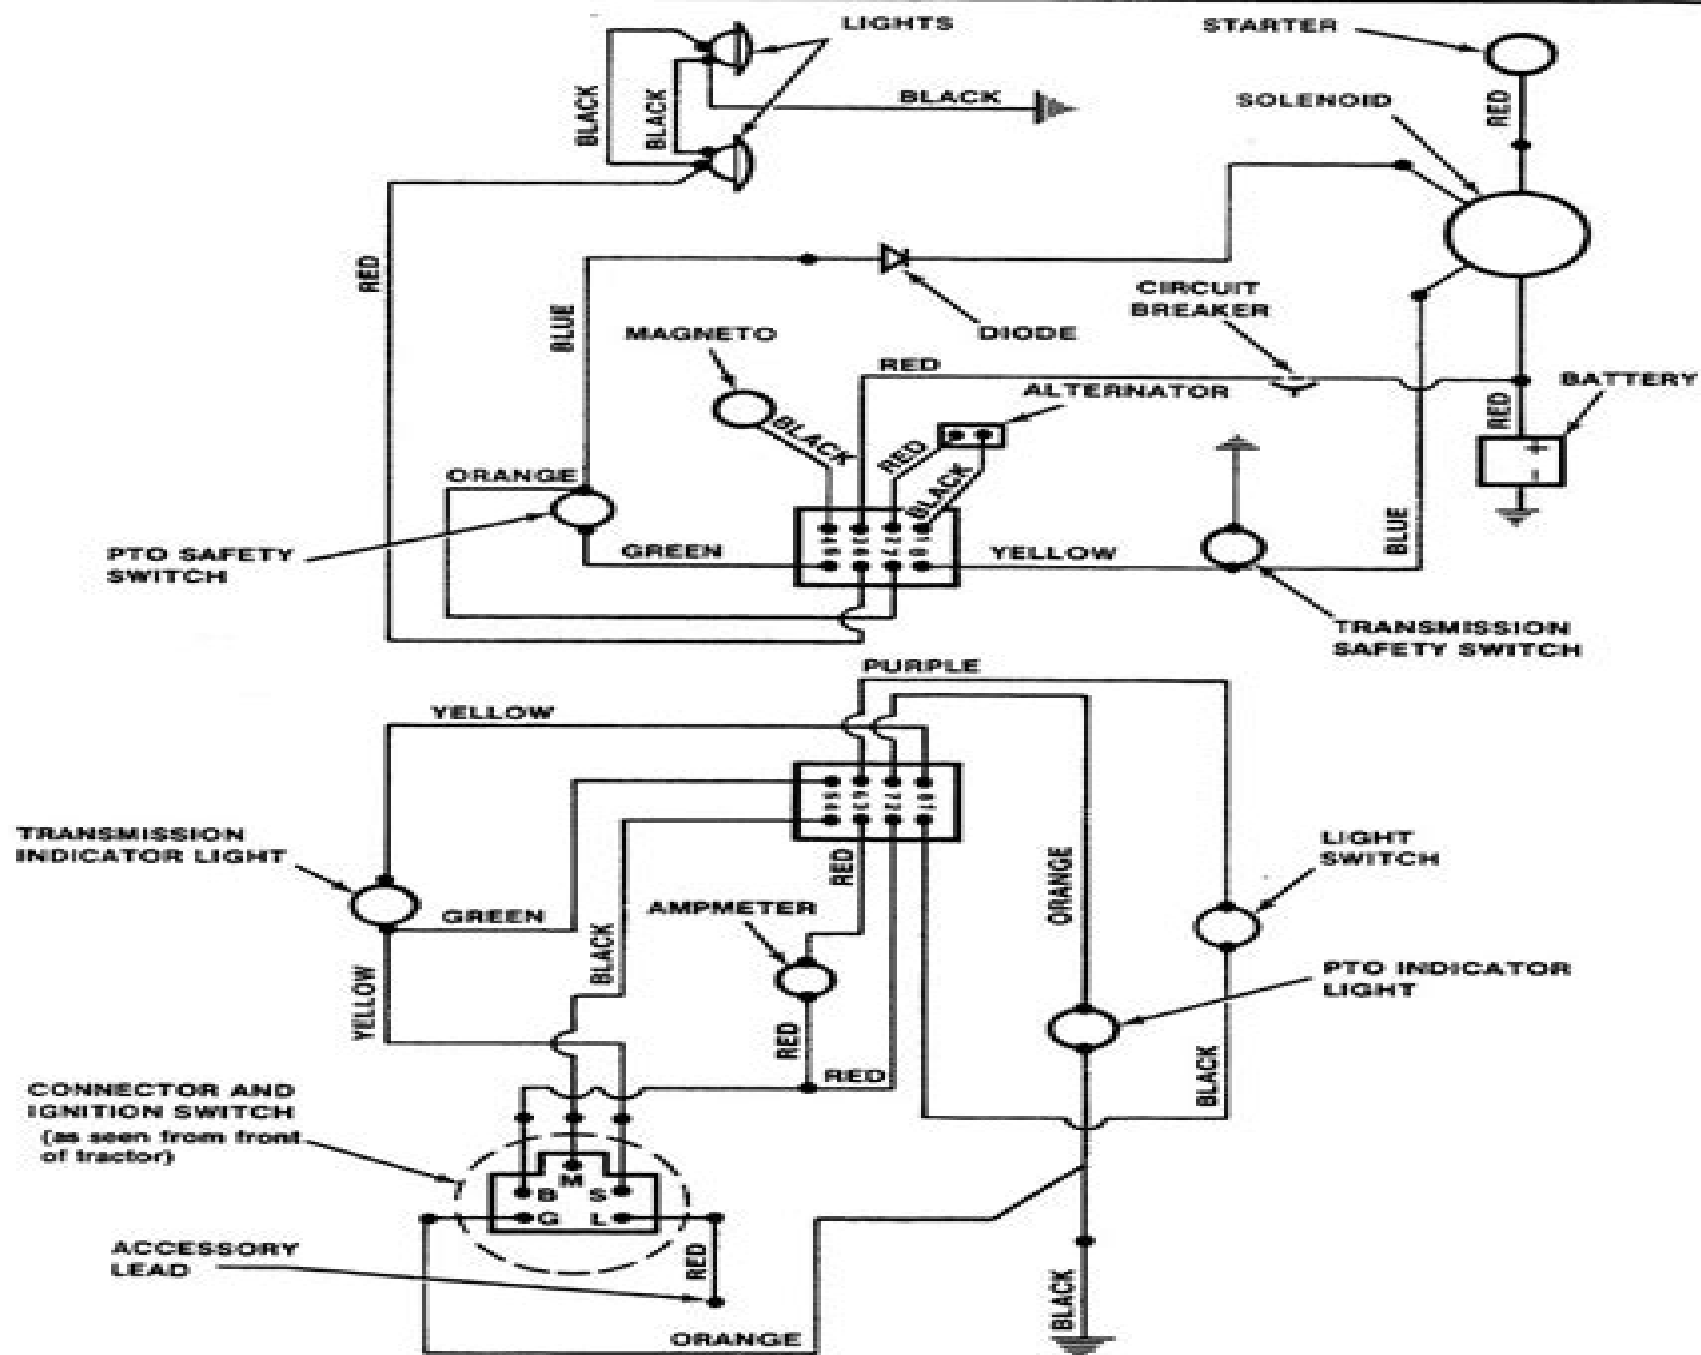 LIGHTS
STARTER
BLACK
BLACK
BLACK
RED
SOLENOID
RED
BLUE
CIRCUIT
BREAKER
MAGNETO
DIODE
RED
BATTERY
ALTERNATOR
RED
BLACK
RED
BLACK
ORANGE
BLUE
PTO SAFETY
SWITCH
GREEN
YELLOW
TRANSMISSION
SAFETY SWITCH
PURPLE
YELLOW
TRANSMISSION
INDICATOR LIGHT
LIGHT
SWITCH
RED
ORANGE
GREEN
AMPMETER
BLACK
PTO INDICATOR
LIGHT
YELLOW
RED
RED
BLACK
CONNECTOR AND
IGNITION SWITCH
(as seen from front
of tractor)
M
B S
G L
ACCESSORY
LEAD
RED
BLACK
ORANGE